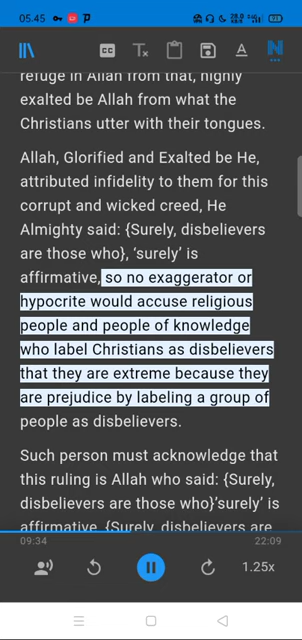 05.45
refuge in Allah from that, highly
exalted be Allah from what the
Christians utter with their tongues.
Allah, Glorified and Exalted be He,
attributed infidelity to them for this
corrupt and wicked creed, He
Almighty said: {Surely, disbelievers
are those who}, ‘surely’ is
affirmative, so no exaggerator or
hypocrite would accuse religious
people and people of knowledge
who label Christians as disbelievers
that they are extreme because they
are prejudice by labeling a group of
people as disbelievers.
Such person must acknowledge that
this ruling is Allah who said: {Surely,
disbelievers are those who}’surely’ is
affirmative. {Surely, disbelievers are
09:34
22:09
1.25x